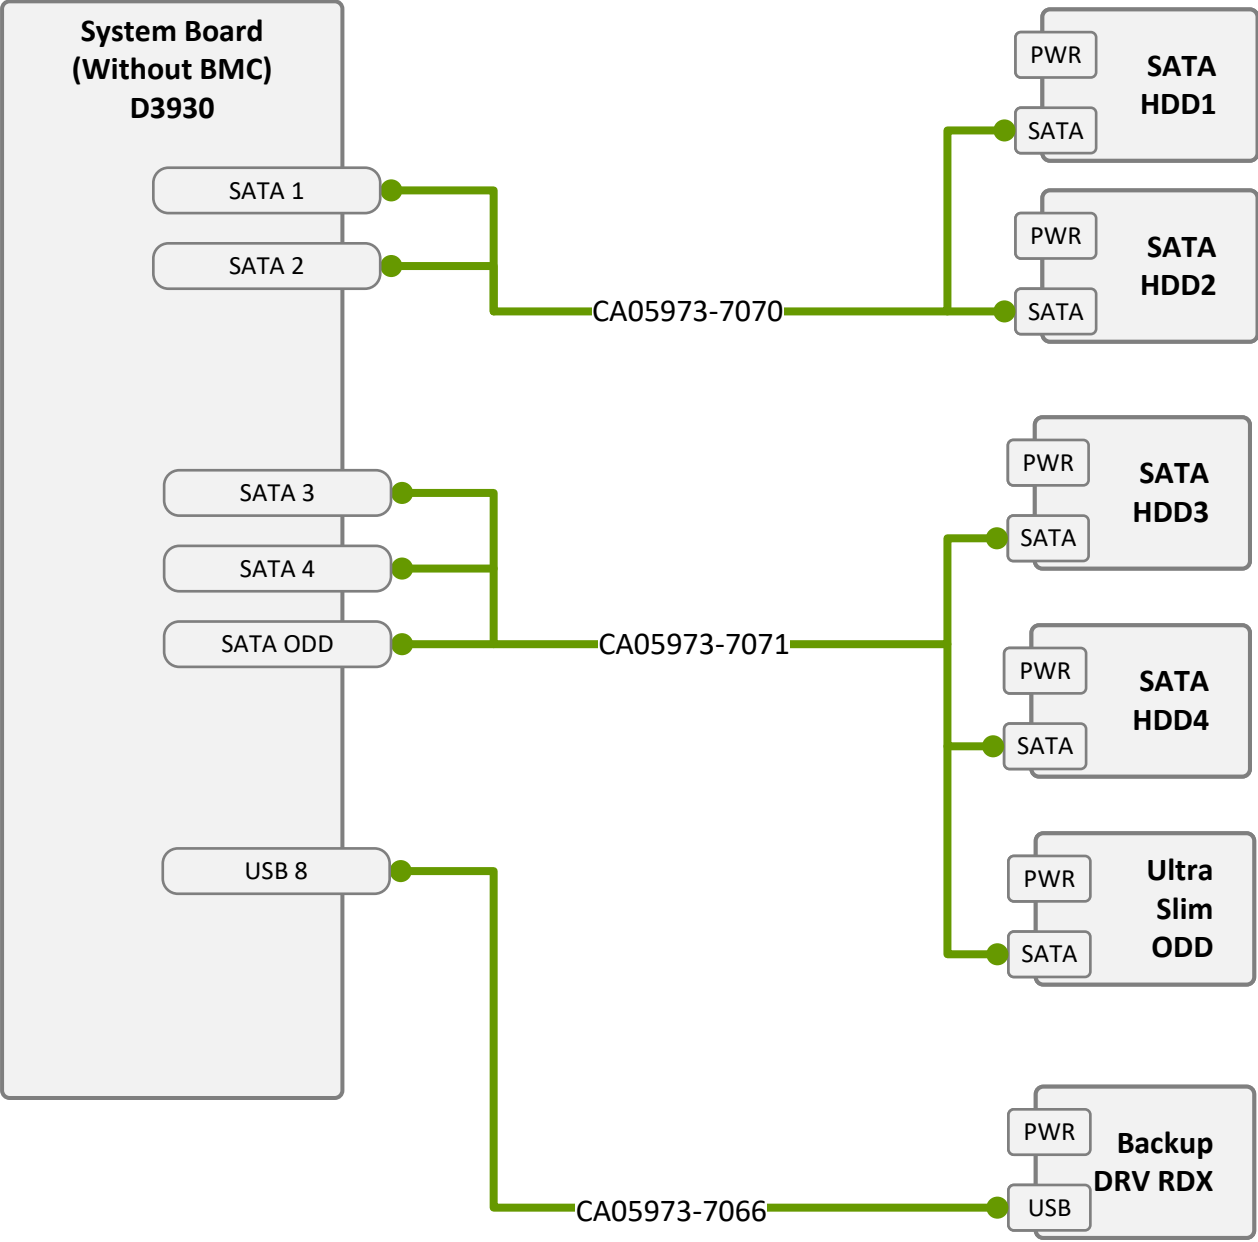 System Board
(Without BMC)
D3930
SATA 1
SATA 2
SATA 3
SATA 4
SATA ODD
USB 8
CA05973-7070
CA05973-7071
CA05973-7066
PWR
SATA
SATA
HDD1
PWR
SATA
SATA
HDD2
PWR
SATA
SATA
HDD3
PWR
SATA
SATA
HDD4
PWR
SATA
Ultra
Slim
ODD
PWR
USB
Backup
DRV RDX